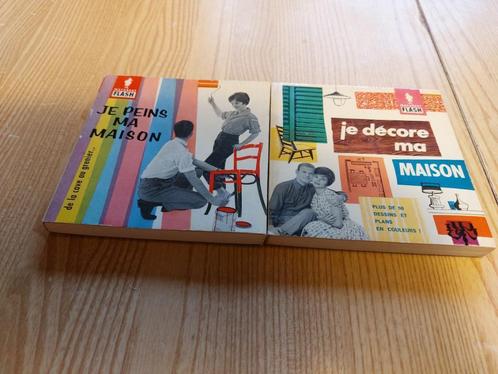 FLASH
JE PEINS
MA
MAISON
de la cave au grenier..
FLASH
je décore
ma
MAISON
PLUS DE 50
DESSINS ET
PLANS
EN COULEURS !